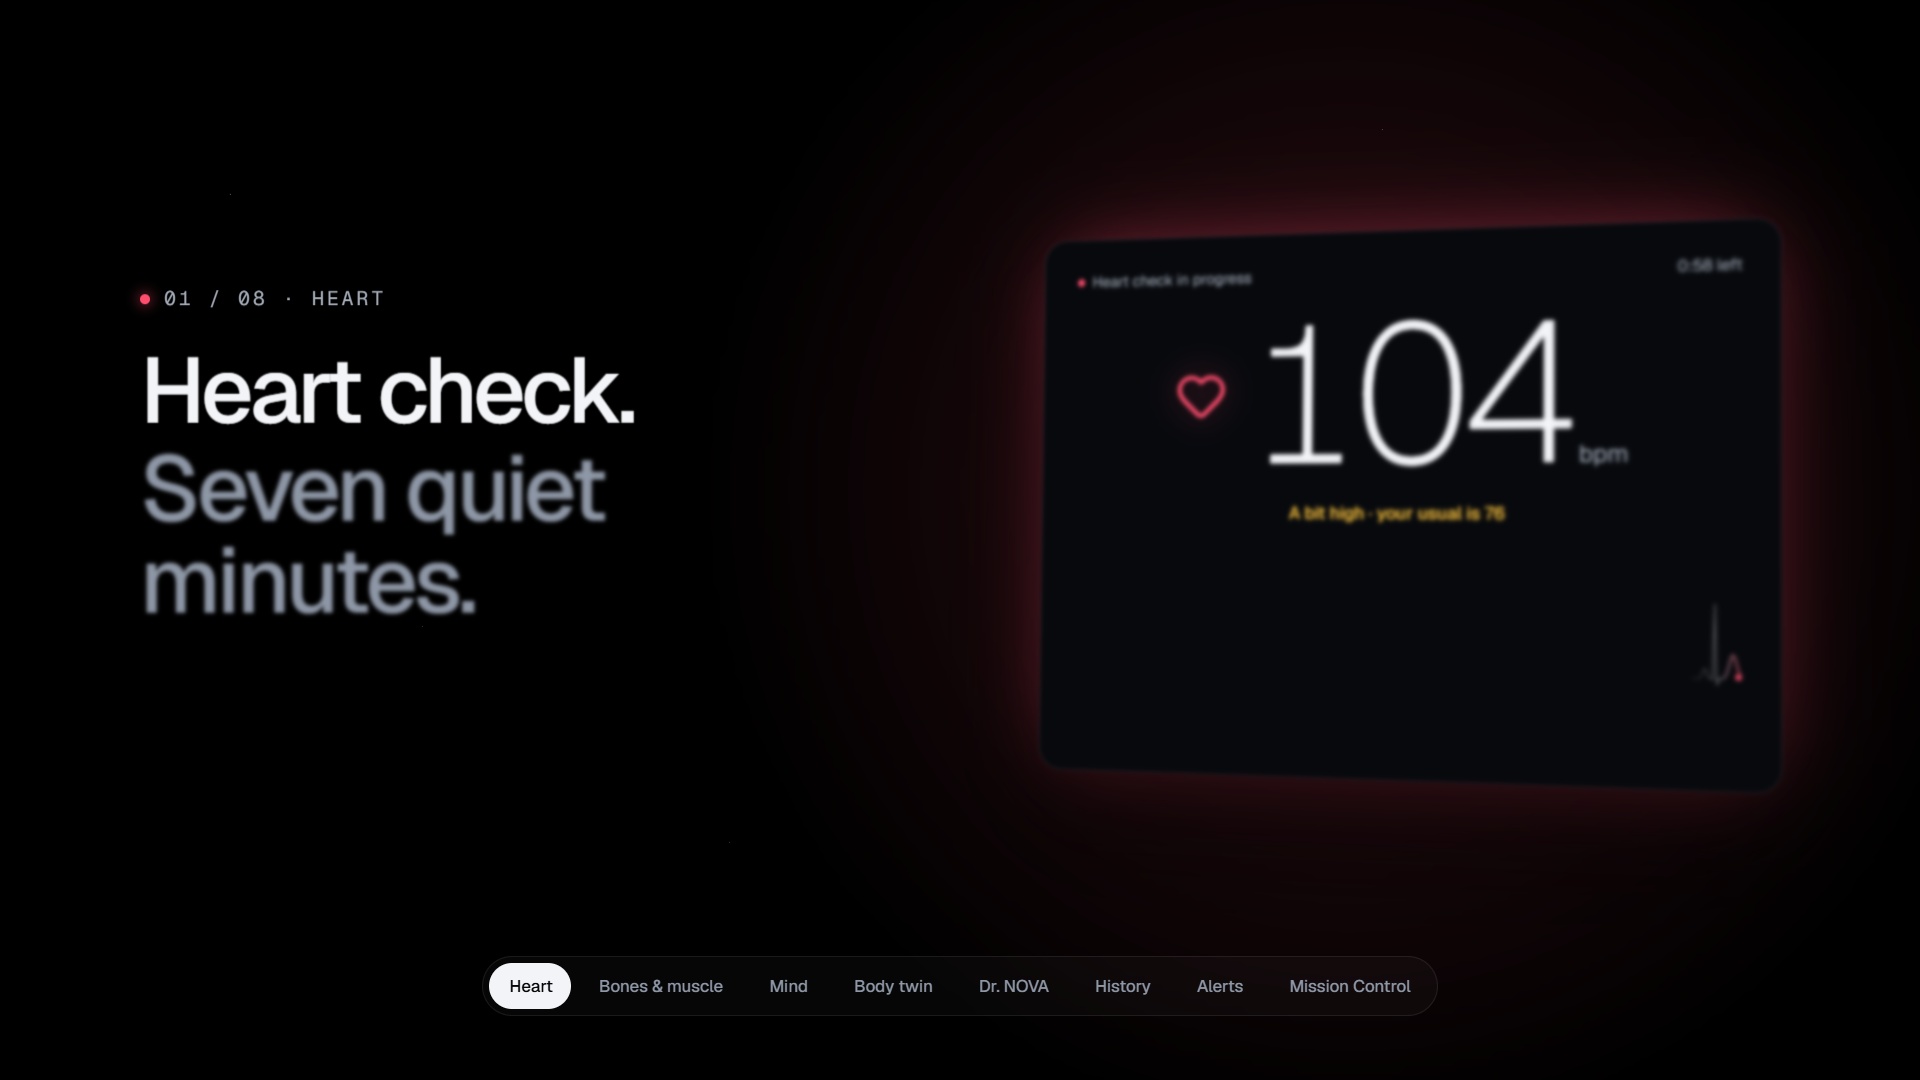 01 / 08 · HEART
Heart check.
Seven quiet
minutes.
Heart check in progress
0:58 left
104 bpm
A bit high · your usual is 76
Heart
Bones & muscle
Mind
Body twin
Dr. NOVA
History
Alerts
Mission Control